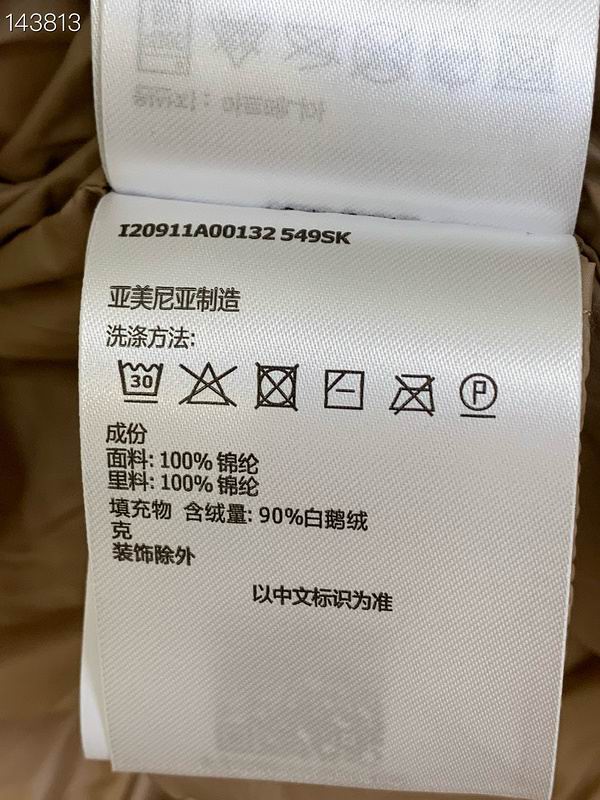 143813
I20911A00132 549SK
亚美尼亚制造
洗涤方法:
30
P
成份
面料: 100% 锦纶
里料: 100% 锦纶
填充物 含绒量: 90%白鹅绒
克
装饰除外
以中文标识为准